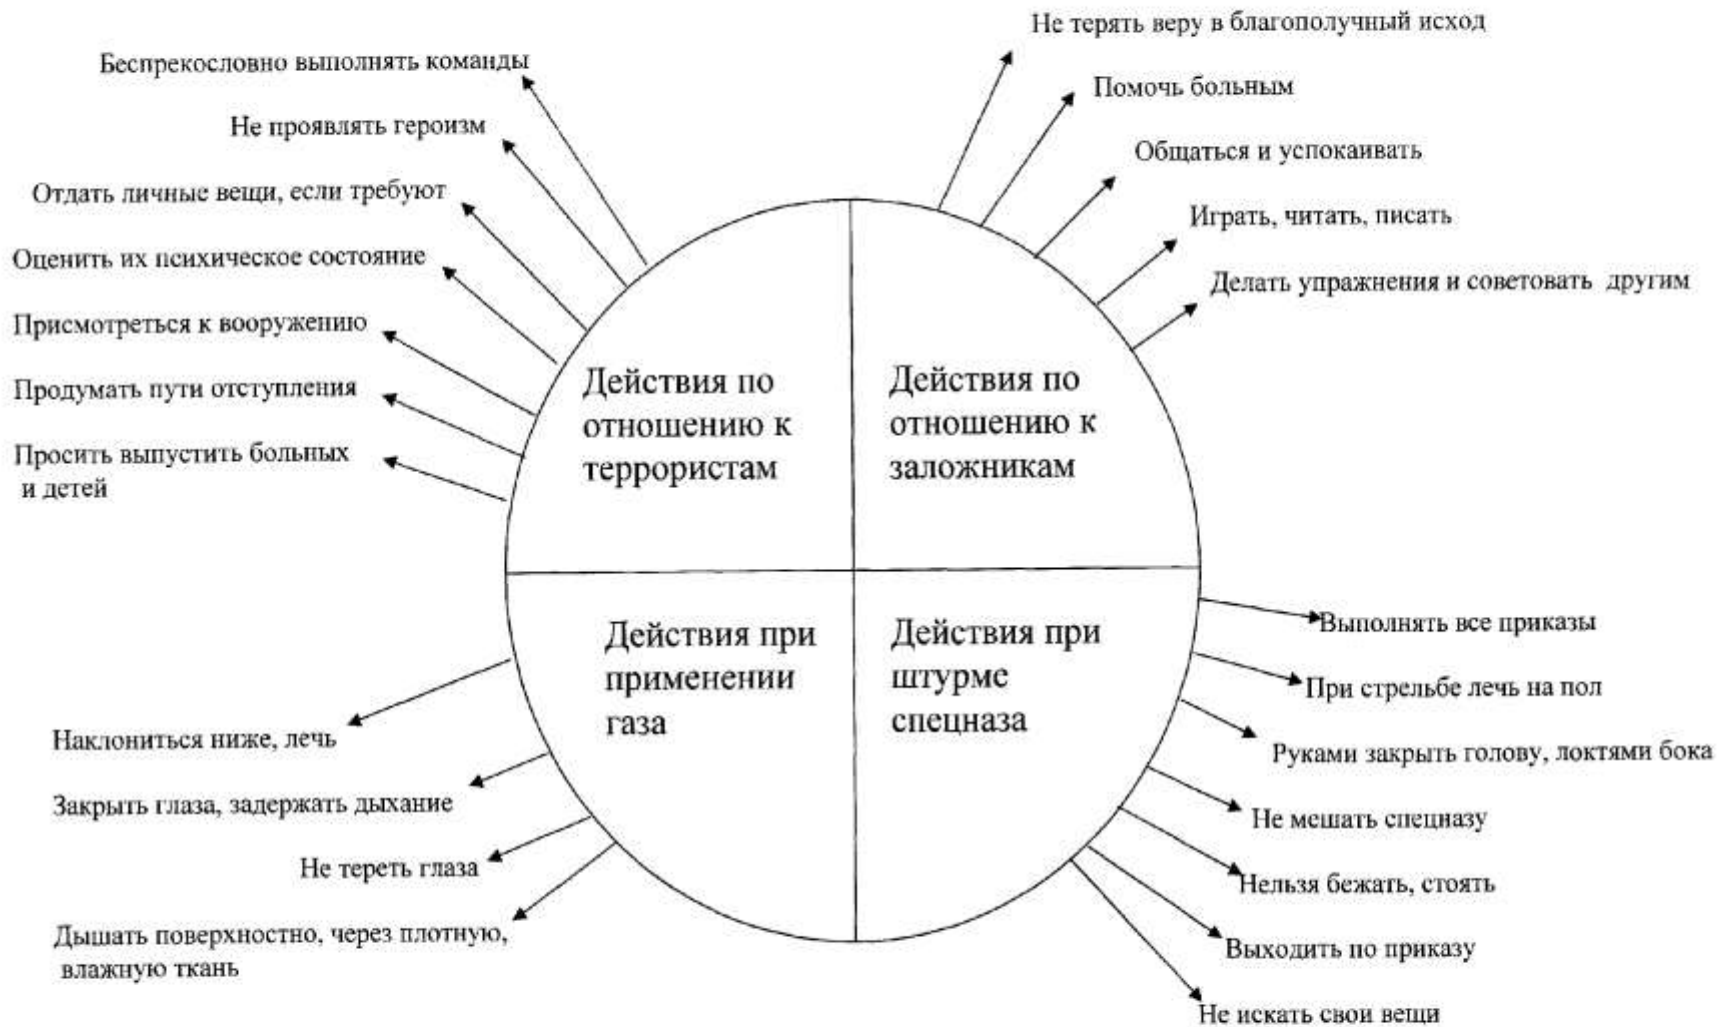 Беспрекословно выполнять команды
Не проявлять героизм
Отдать личные вещи, если требуют
Оценить их психическое состояние
Присмотреться к вооружению
Продумать пути отступления
Просить выпустить больных
и детей
Действия по
отношению к
террористам
Не терять веру в благополучный исход
Помочь больным
Общаться и успокаивать
Играть, читать, писать
Делать упражнения и советовать другим
Действия по
отношению к
заложникам
Действия при
применении
газа
Наклониться ниже, лечь
Закрыть глаза, задержать дыхание
Не тереть глаза
Дышать поверхностно, через плотную,
влажную ткань
Действия при
штурме
спецназа
Выполнять все приказы
При стрельбе лечь на пол
Руками закрыть голову, локтями бока
Не мешать спецназу
Нельзя бежать, стоять
Выходить по приказу
Не искать свои вещи